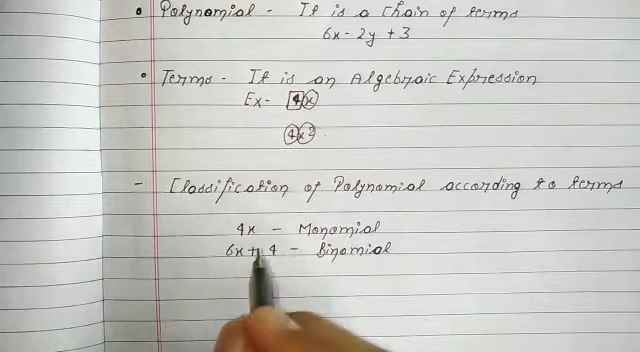 • Polynomial - It is a Chain of terms
6x - 2y + 3
• Terms - It is an Algebraic Expression
Ex - 4x
4x²
- Classification of Polynomial according to terms
4x - Monomial
6x + 4 - Binomial